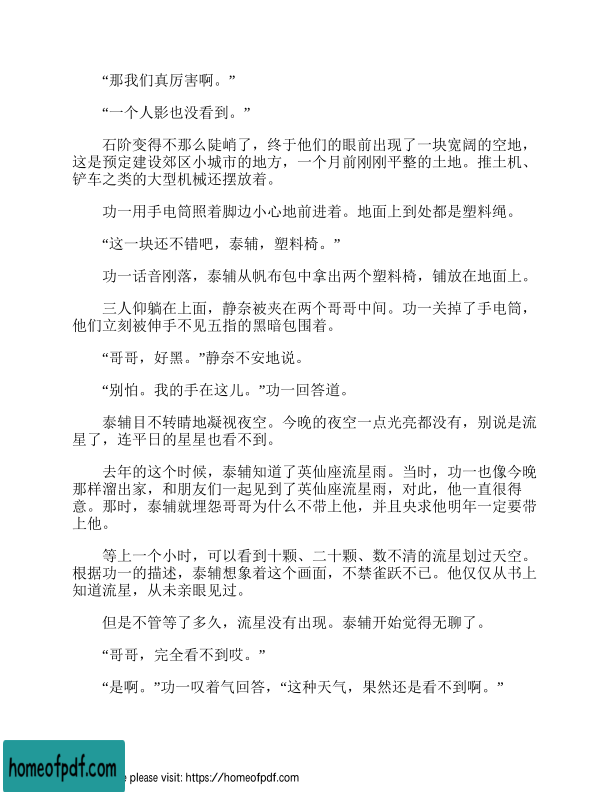 “那我们真厉害啊。”
“一个人影也没看到。”
石阶变得不那么陡峭了，终于他们的眼前出现了一块宽阔的空地，
这是预定建设郊区小城市的地方，一个月前刚刚平整的土地。推土机、
铲车之类的大型机械还摆放着。
功一用手电筒照着脚边小心地前进着。地面上到处都是塑料绳。
“这一块还不错吧，泰辅，塑料椅。”
功一话音刚落，泰辅从帆布包中拿出两个塑料椅，铺放在地面上。
三人仰躺在上面，静奈被夹在两个哥哥中间。功一关掉了手电筒，
他们立刻被伸手不见五指的黑暗包围着。
“哥哥，好黑。”静奈不安地说。
“别怕。我的手在这儿。”功一回答道。
泰辅目不转睛地凝视夜空。今晚的夜空一点光亮都没有，别说是流
星了，连平日的星星也看不到。
去年的这个时候，泰辅知道了英仙座流星雨。当时，功一也像今晚
那样溜出家，和朋友们一起见到了英仙座流星雨，对此，他一直很得
意。那时，泰辅就埋怨哥哥为什么不带上他，并且央求他明年一定要带
上他。
等上一个小时，可以看到十颗、二十颗、数不清的流星划过天空。
根据功一的描述，泰辅想象着这个画面，不禁雀跃不已。他仅仅从书上
知道流星，从未亲眼见过。
但是不管等了多久，流星没有出现。泰辅开始觉得无聊了。
“哥哥，完全看不到哎。”
“是啊。”功一叹着气回答，“这种天气，果然还是看不到啊。”
homeofpdf.com
e please visit: https://homeofpdf.com